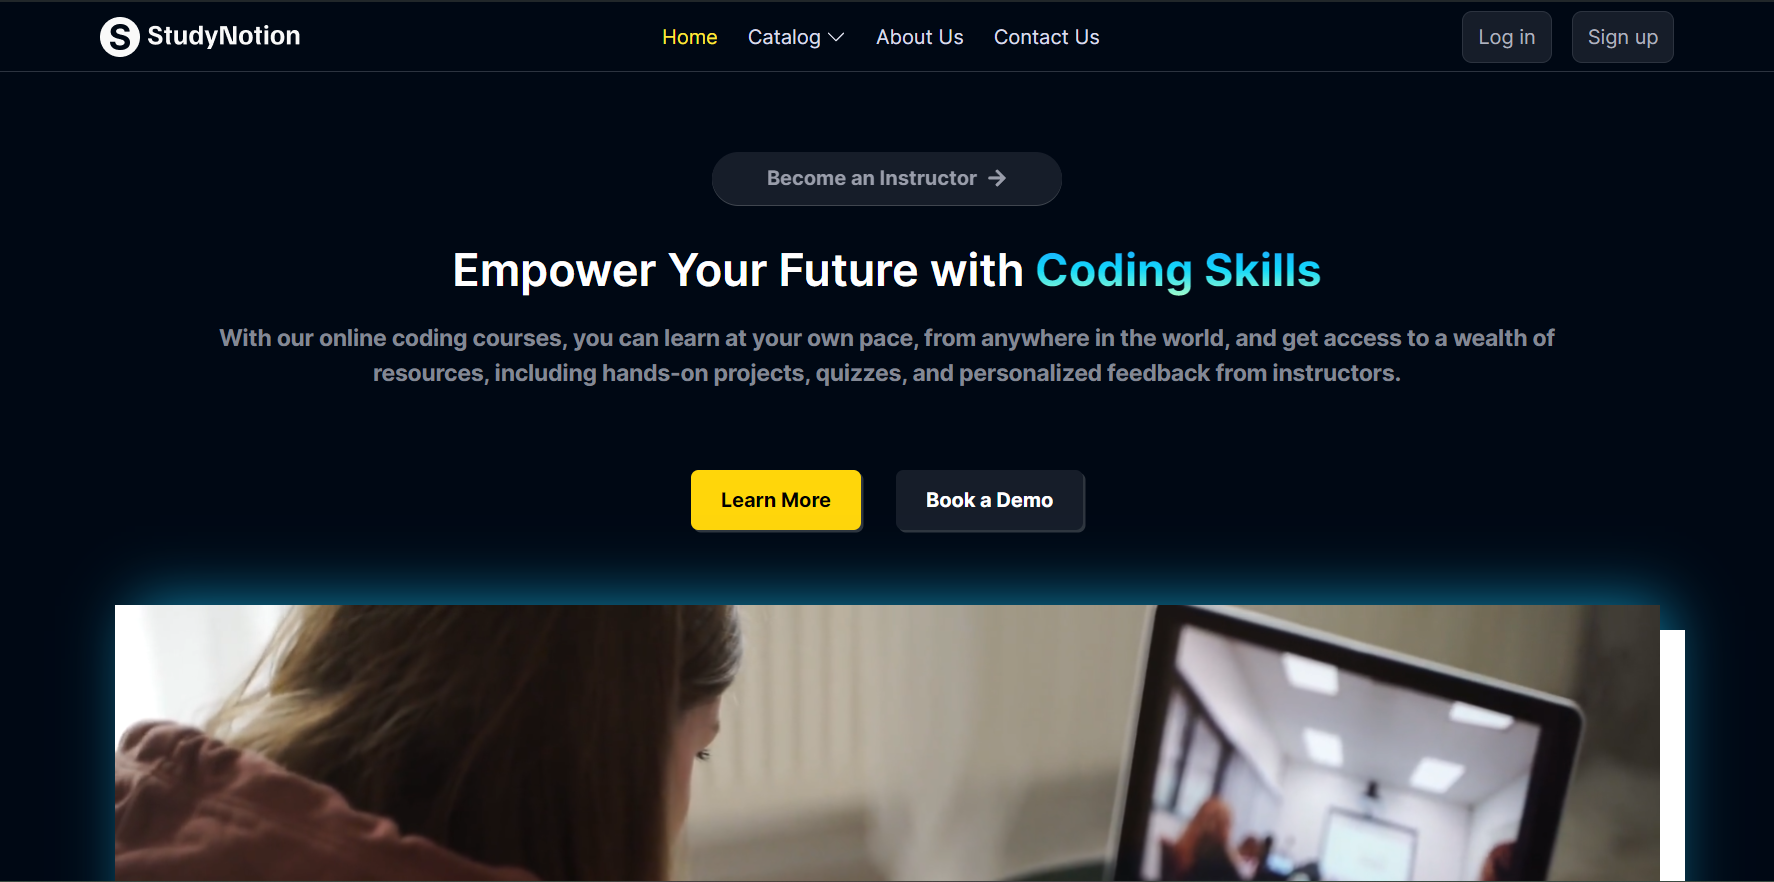 StudyNotion
Home
Catalog
About Us
Contact Us
Log in
Sign up
Become an Instructor
Empower Your Future with Coding Skills
With our online coding courses, you can learn at your own pace, from anywhere in the world, and get access to a wealth of
resources, including hands-on projects, quizzes, and personalized feedback from instructors.
Learn More
Book a Demo